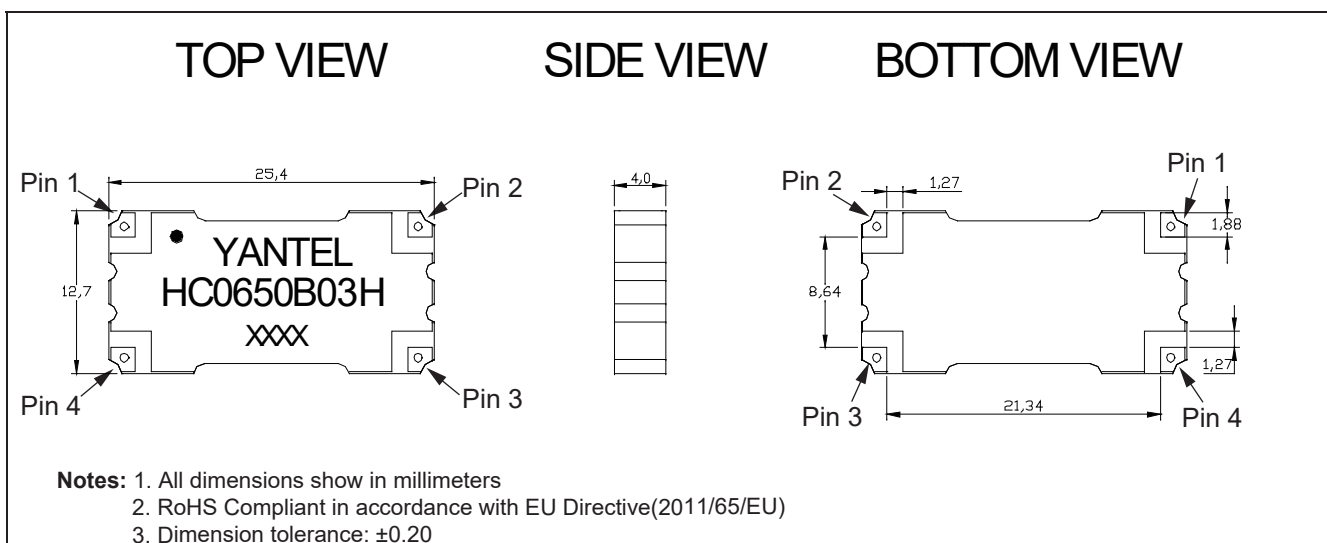 TOP VIEW
SIDE VIEW
BOTTOM VIEW
Pin 1
25,4
Pin 2
12,7
YANTEL
HC0650B03H
XXXX
Pin 4
Pin 3
4,0
Pin 2
1,27
Pin 1
1,88
8,64
1,27
21,34
Pin 3
Pin 4
Notes: 1. All dimensions show in millimeters
2. RoHS Compliant in accordance with EU Directive(2011/65/EU)
3. Dimension tolerance: ±0.20